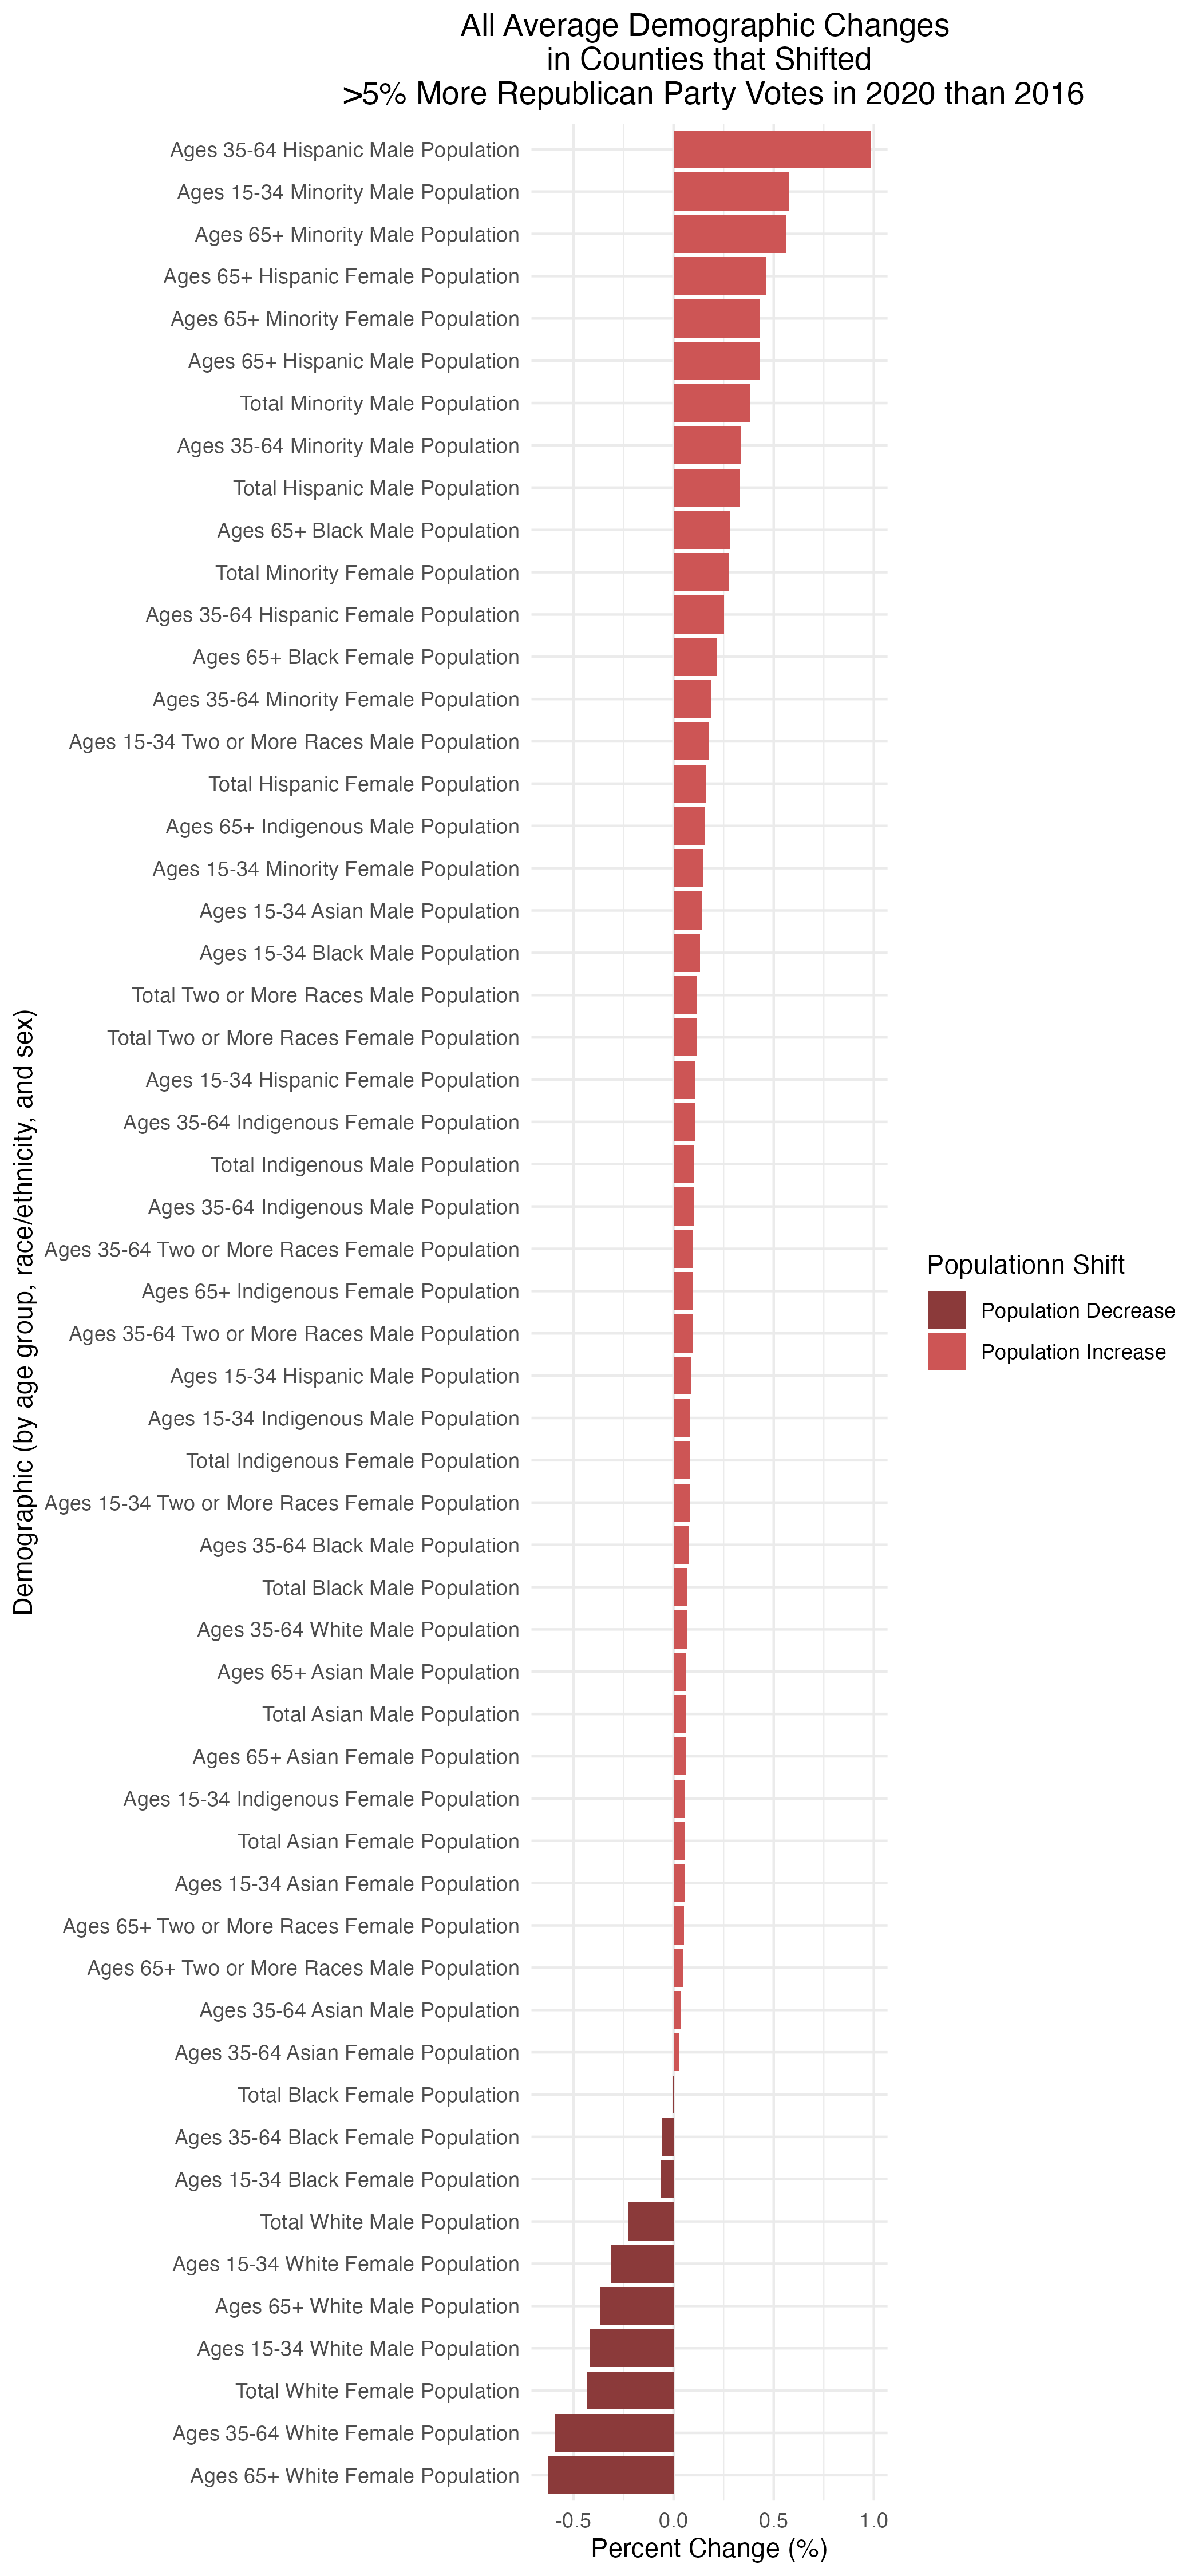 All Average Demographic Changes
in Counties that Shifted
>5% More Republican Party Votes in 2020 than 2016
Ages 35-64 Hispanic Male Population
Ages 15-34 Minority Male Population
Ages 65+ Minority Male Population
Ages 65+ Hispanic Female Population
Ages 65+ Minority Female Population
Ages 65+ Hispanic Male Population
Total Minority Male Population
Ages 35-64 Minority Male Population
Total Hispanic Male Population
Ages 65+ Black Male Population
Total Minority Female Population
Ages 35-64 Hispanic Female Population
Ages 65+ Black Female Population
Ages 35-64 Minority Female Population
Ages 15-34 Two or More Races Male Population
Total Hispanic Female Population
Ages 65+ Indigenous Male Population
Ages 15-34 Minority Female Population
Ages 15-34 Asian Male Population
Ages 15-34 Black Male Population
Total Two or More Races Male Population
Total Two or More Races Female Population
Ages 15-34 Hispanic Female Population
Ages 35-64 Indigenous Female Population
Total Indigenous Male Population
Ages 35-64 Indigenous Male Population
Ages 35-64 Two or More Races Female Population
Ages 65+ Indigenous Female Population
Ages 35-64 Two or More Races Male Population
Ages 15-34 Hispanic Male Population
Ages 15-34 Indigenous Male Population
Total Indigenous Female Population
Ages 15-34 Two or More Races Female Population
Ages 35-64 Black Male Population
Total Black Male Population
Ages 35-64 White Male Population
Ages 65+ Asian Male Population
Total Asian Male Population
Ages 65+ Asian Female Population
Ages 15-34 Indigenous Female Population
Total Asian Female Population
Ages 15-34 Asian Female Population
Ages 65+ Two or More Races Female Population
Ages 65+ Two or More Races Male Population
Ages 35-64 Asian Male Population
Ages 35-64 Asian Female Population
Total Black Female Population
Ages 35-64 Black Female Population
Ages 15-34 Black Female Population
Total White Male Population
Ages 15-34 White Female Population
Ages 65+ White Male Population
Ages 15-34 White Male Population
Total White Female Population
Ages 35-64 White Female Population
Ages 65+ White Female Population
Demographic (by age group, race/ethnicity, and sex)
-0.5 0.0 0.5 1.0
Percent Change (%)
Populationn Shift
Population Decrease
Population Increase